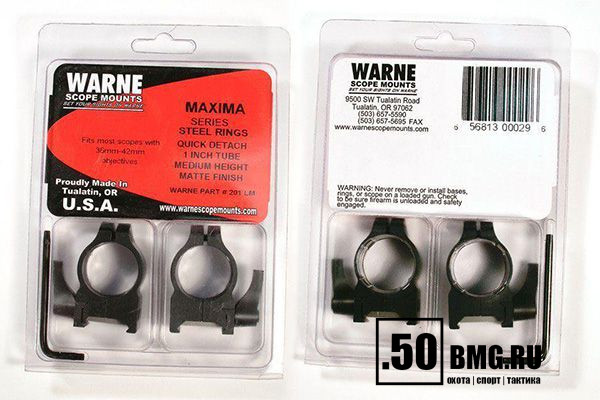 WARNE
SCOPE MOUNTS
SET YOUR SIGHTS ON WARNE
MAXIMA
SERIES
STEEL RINGS
QUICK DETACH
1 INCH TUBE
MEDIUM HEIGHT
MATTE FINISH
WARNE PART # 201 LM
Fits most scopes with
36mm-42mm
objectives
Proudly Made In
Tualatin, OR
U.S.A.
www.warnescopemounts.com
WARNE
SCOPE MOUNTS
SET YOUR SIGHTS ON WARNE
9500 SW Tualatin Road
Tualatin, OR 97062
(503) 657-5590
(503) 657-5695 FAX
www.warnescopemounts.com
6 56813 00029 6
WARNING: Never remove or install bases,
rings, or scope on a loaded gun. Check
to be sure firearm is unloaded and safety
engaged.
.50 BMG.RU
охота | спорт | тактика